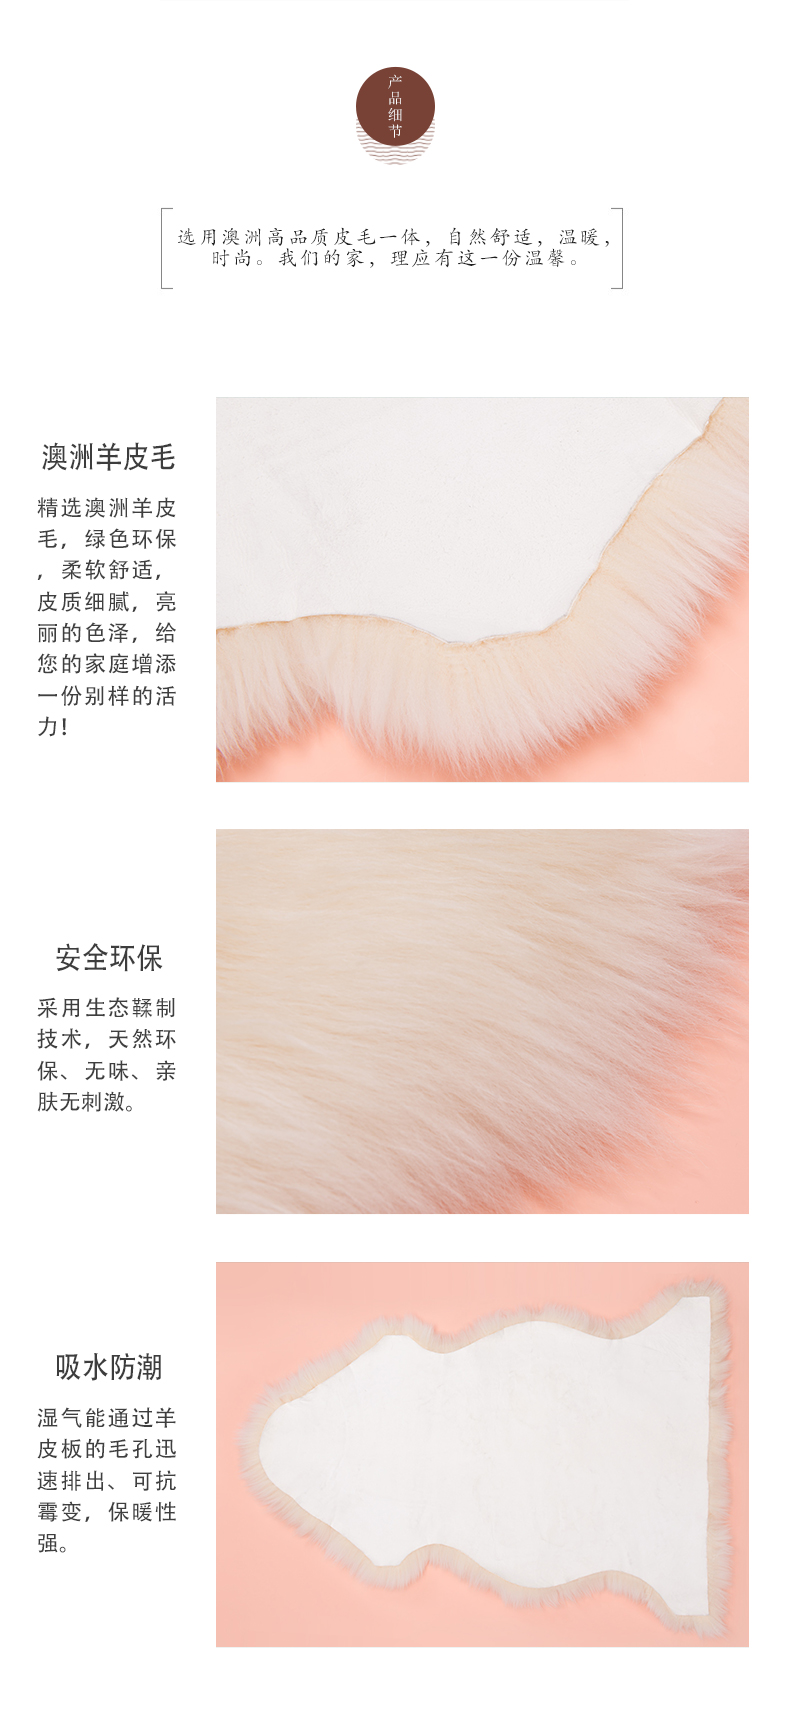 产品细节
选用澳洲高品质皮毛一体，自然舒适，温暖，
时尚。我们的家，理应有这一份温馨。
澳洲羊皮毛
精选澳洲羊皮
毛，绿色环保
，柔软舒适，
皮质细腻，亮
丽的色泽，给
您的家庭增添
一份别样的活
力！
安全环保
采用生态鞣制
技术，天然环
保、无味、亲
肤无刺激。
吸水防潮
湿气能通过羊
皮板的毛孔迅
速排出、可抗
霉变，保暖性
强。